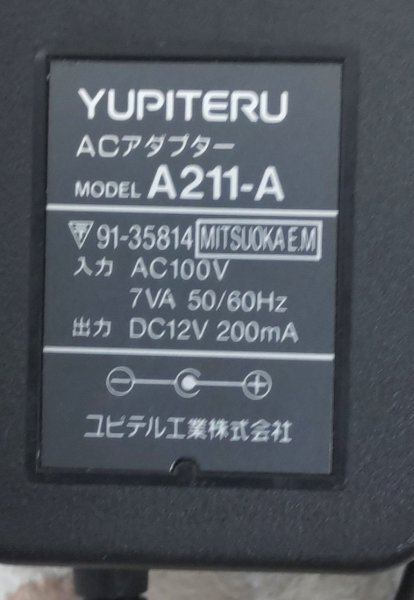 YUPITERU
ACアダプター
MODEL A211-A
91-35814 MITSUOKA E.M
入力 AC100V
7VA 50/60Hz
出力 DC12V 200mA
ユピテル工業株式会社